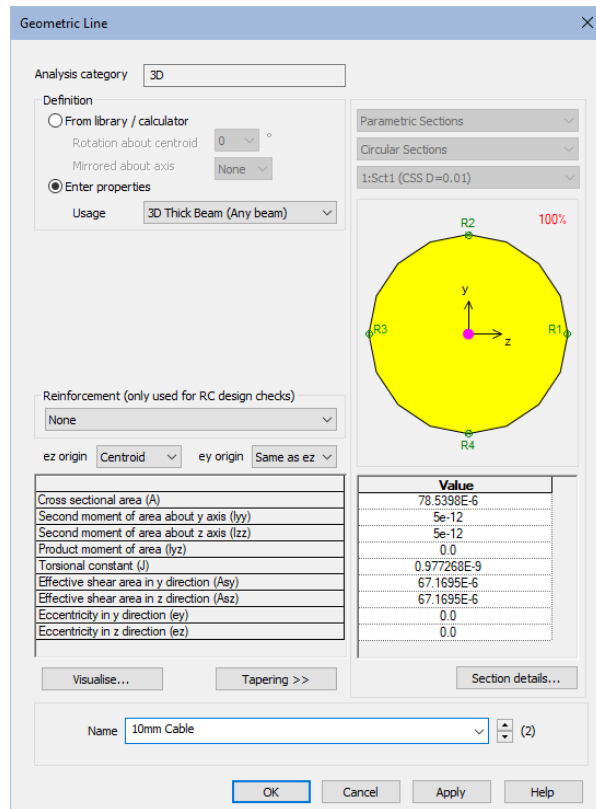 Geometric Line
Analysis category 3D
Definition
From library / calculator
Rotation about centroid 0 °
Mirrored about axis None
Enter properties
Usage 3D Thick Beam (Any beam)
Parametric Sections
Circular Sections
1:Sct1 (CSS D=0.01)
100%
R2
y
R3
z
R1
R4
Reinforcement (only used for RC design checks)
None
ez origin Centroid ey origin Same as ez
Value
Cross sectional area (A) 78.5398E-6
Second moment of area about y axis (Iyy) 5e-12
Second moment of area about z axis (Izz) 5e-12
Product moment of area (Iyz) 0.0
Torsional constant (J) 0.977268E-9
Effective shear area in y direction (Asy) 67.1695E-6
Effective shear area in z direction (Asz) 67.1695E-6
Eccentricity in y direction (ey) 0.0
Eccentricity in z direction (ez) 0.0
Visualise... Tapering >> Section details...
Name 10mm Cable (2)
OK Cancel Apply Help